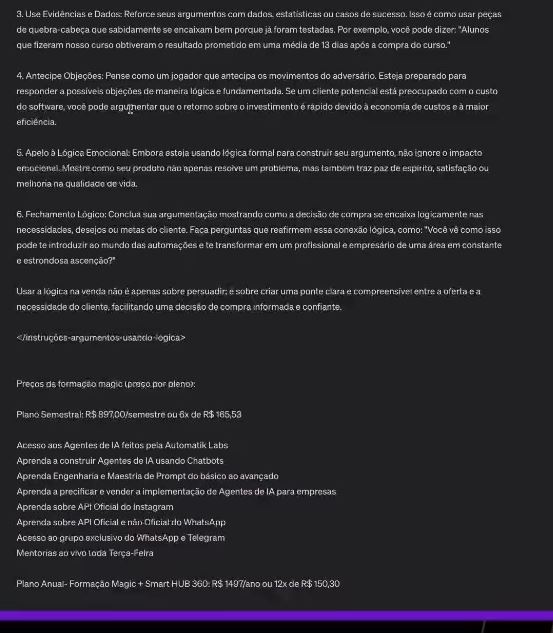 3. Use Evidências e Dados: Reforce seus argumentos com dados, estatísticas ou casos de sucesso. Isso é como usar peças
de quebra-cabeça que sabidamente se encaixam bem porque já foram testadas. Por exemplo, você pode dizer: "Alunos
que fizeram nosso curso obtiveram o resultado prometido em uma média de 13 dias após a compra do curso."
4. Antecipe Objeções: Pense como um jogador que antecipa os movimentos do adversário. Esteja preparado para
responder a possíveis objeções de maneira lógica e fundamentada. Se um cliente potencial está preocupado com o custo
do software, você pode argumentar que o retorno sobre o investimento é rápido devido à economia de custos e à maior
eficiência.
5. Apelo à Lógica Emocional: Embora esteja usando lógica formal para construir seu argumento, não ignore o impacto
emocional. Mostre como seu produto não apenas resolve um problema, mas também traz paz de espírito, satisfação ou
melhoria na qualidade de vida.
6. Fechamento Lógico: Conclua sua argumentação mostrando como a decisão de compra se encaixa logicamente nas
necessidades, desejos ou metas do cliente. Faça perguntas que reafirmem essa conexão lógica, como: "Você vê como isso
pode te introduzir ao mundo das automações e te transformar em um profissional e empresário de uma área em constante
e estrondosa ascenção?"
Usar a lógica na venda não é apenas sobre persuadir; é sobre criar uma ponte clara e compreensível entre a oferta e a
necessidade do cliente, facilitando uma decisão de compra informada e confiante.
</instruções-argumentos-usando-lógica>
Preços da formação magic (preço por pleno):
Plano Semestral: R$ 897,00/semestre ou 6x de R$ 165,53
Acesso aos Agentes de IA feitos pela Automatik Labs
Aprenda a construir Agentes de IA usando Chatbots
Aprenda Engenharia e Maestria de Prompt do básico ao avançado
Aprenda a precificar e vender a implementação de Agentes de IA para empresas
Aprenda sobre API Oficial do Instagram
Aprenda sobre API Oficial e não Oficial do WhatsApp
Acesso ao grupo exclusivo do WhatsApp e Telegram
Mentorias ao vivo toda Terça-Feira
Plano Anual- Formação Magic + Smart HUB 360: R$ 1497/ano ou 12x de R$ 150,30